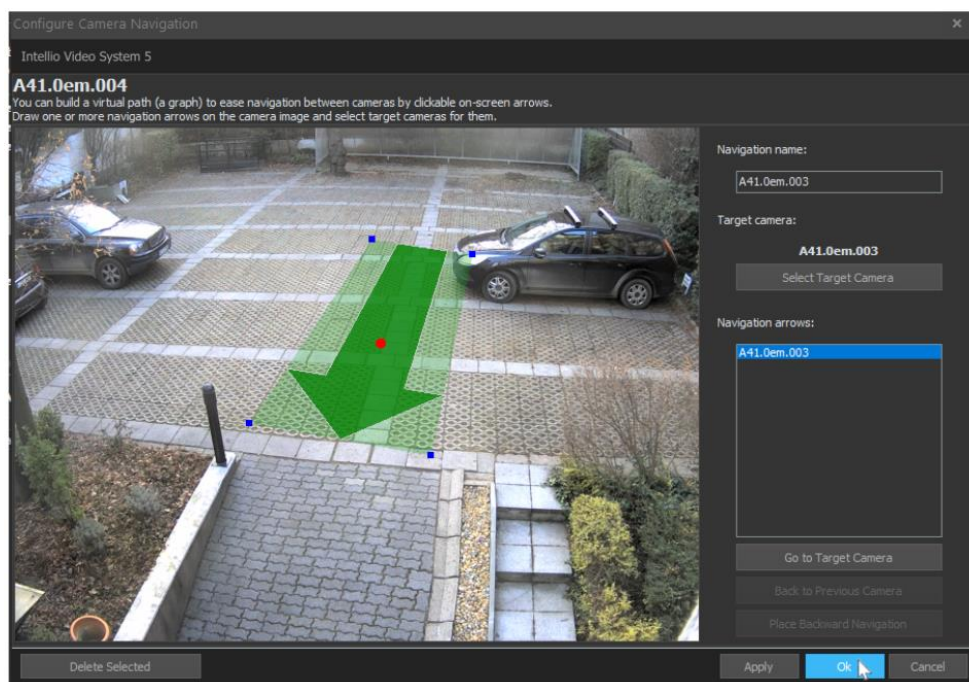 Configure Camera Navigation
Intellio Video System 5
A41.0em.004
You can build a virtual path (a graph) to ease navigation between cameras by clickable on-screen arrows.
Draw one or more navigation arrows on the camera image and select target cameras for them.
Navigation name:
A41.0em.003
Target camera:
A41.0em.003
Select Target Camera
Navigation arrows:
A41.0em.003
Go to Target Camera
Back to Previous Camera
Place Backward Navigation
Delete Selected
Apply
Ok
Cancel